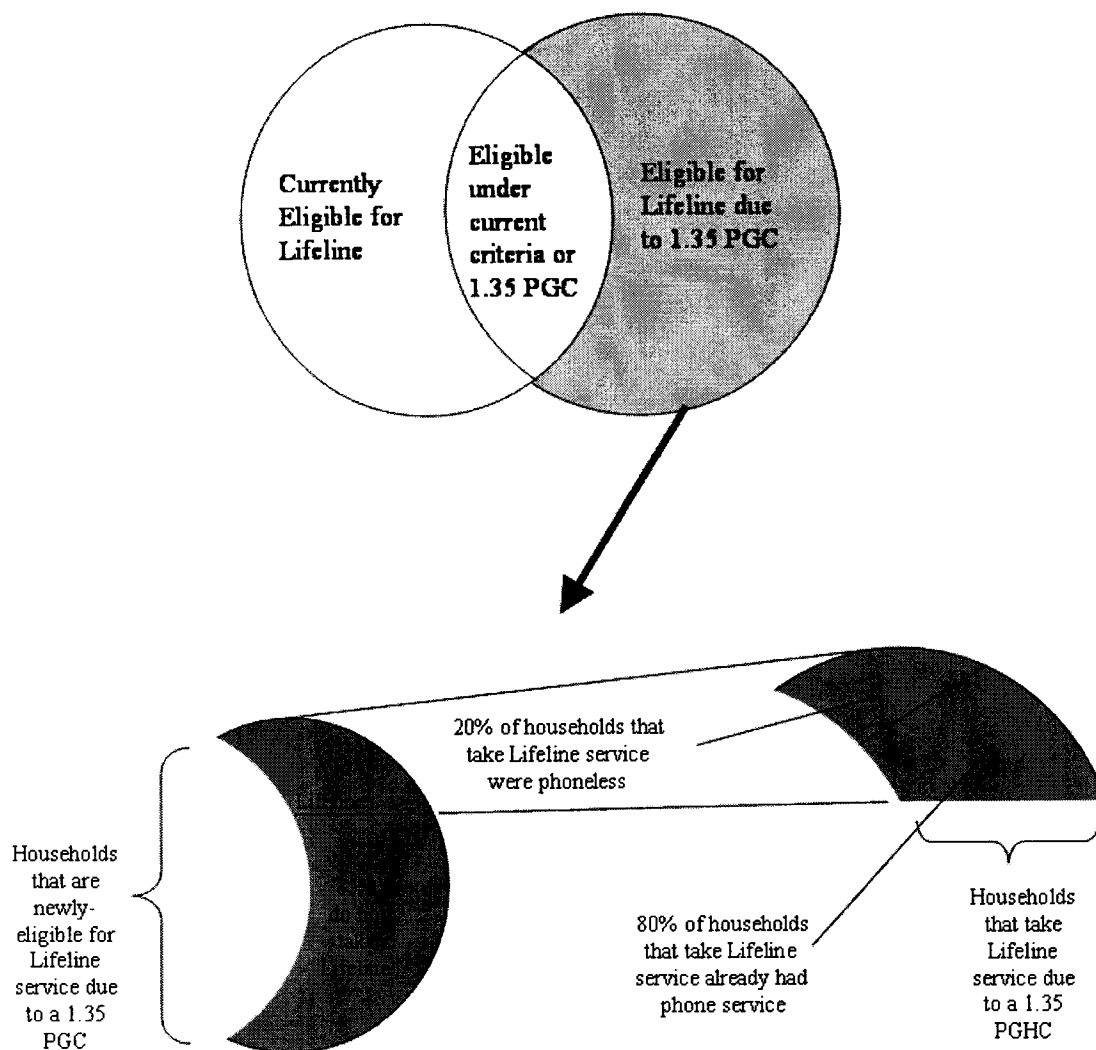 Currently
Eligible for
Lifeline
Eligible
under
current
criteria or
1.35 PGC
Eligible for
Lifeline due
to 1.35 PGC
20% of households that
take Lifeline service
were phoneless
Households
that are
newly-
eligible for
Lifeline
service due
to a 1.35
PGC
do
take
Lifeline
80% of households
that take Lifeline
service already had
phone service
Households
that take
Lifeline
service due
to a 1.35
PGHC